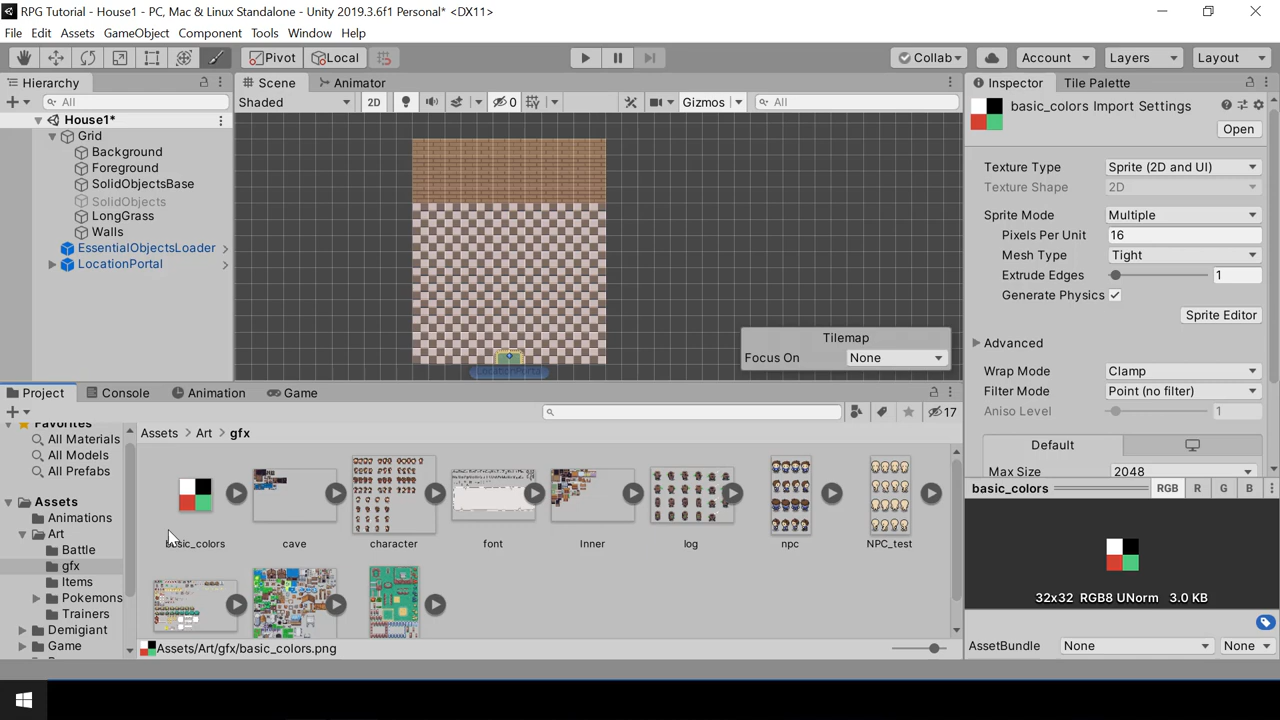 RPG Tutorial - House1 - PC, Mac & Linux Standalone - Unity 2019.3.6f1 Personal* <DX11>
File Edit Assets GameObject Component Tools Window Help
Pivot Local Collab Account Layers Layout
Hierarchy Scene Animator Inspector Tile Palette
All Shaded 2D 0 Gizmos All
basic_colors Import Settings
Open
House1*
Grid
Background
Foreground
SolidObjectsBase
SolidObjects
LongGrass
Walls
EssentialObjectsLoader
LocationPortal
LocationPortal
Tilemap
Focus On None
Texture Type Sprite (2D and UI)
Texture Shape 2D
Sprite Mode Multiple
Pixels Per Unit 16
Mesh Type Tight
Extrude Edges 1
Generate Physics
Sprite Editor
Advanced
Wrap Mode Clamp
Filter Mode Point (no filter)
Aniso Level 1
Default
Max Size 2048
Project Console Animation Game
17
Favorites
All Materials
All Models
All Prefabs
Assets
Animations
Art
Battle
gfx
Items
Pokemons
Trainers
Demigiant
Game
Assets Art gfx
basic_colors cave character font Inner log npc NPC_test
Assets/Art/gfx/basic_colors.png
basic_colors RGB R G B
32x32 RGB8 UNorm 3.0 KB
AssetBundle None None